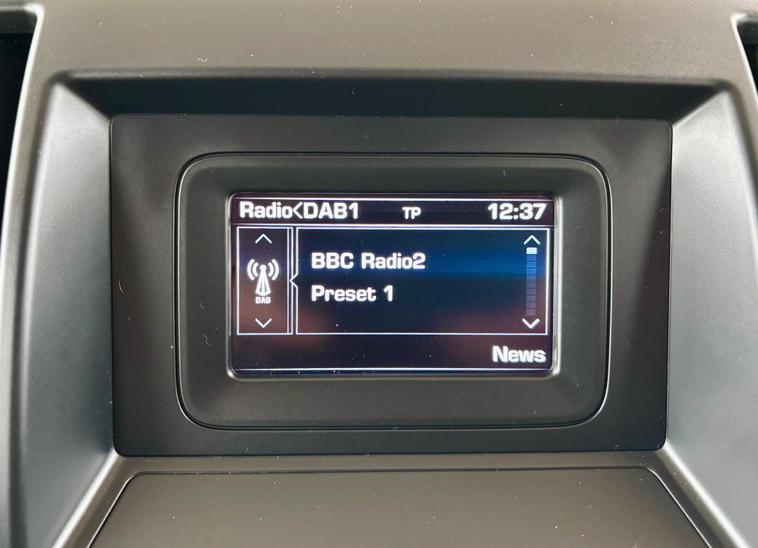 Radio<DAB1 TP 12:37
BBC Radio2
DAB
Preset 1
News